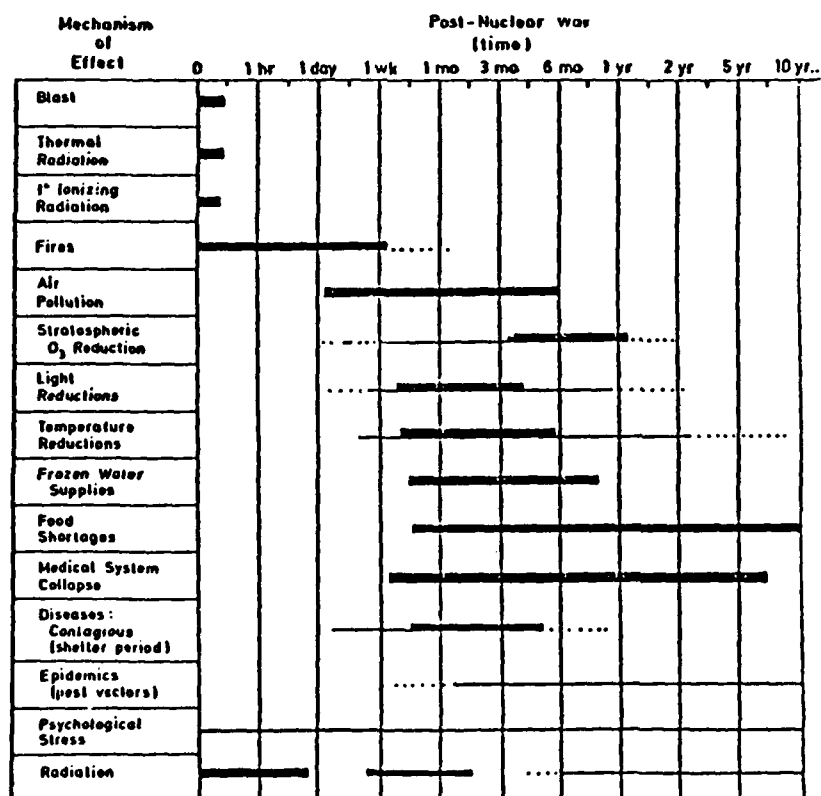 Mechanism
of
Effect
Post-Nuclear war
(time)
0 1 hr 1 day 1 wk 1 mo 3 mo 6 mo 1 yr 2 yr 5 yr 10 yr..
Blast
Thermal
Radiation
1° Ionizing
Radiation
Fires
Air
Pollution
Stratospheric
O₃ Reduction
Light
Reductions
Temperature
Reductions
Frozen Water
Supplies
Food
Shortages
Medical System
Collapse
Diseases:
Contagious
(shelter period)
Epidemics
(pest vectors)
Psychological
Stress
Radiation